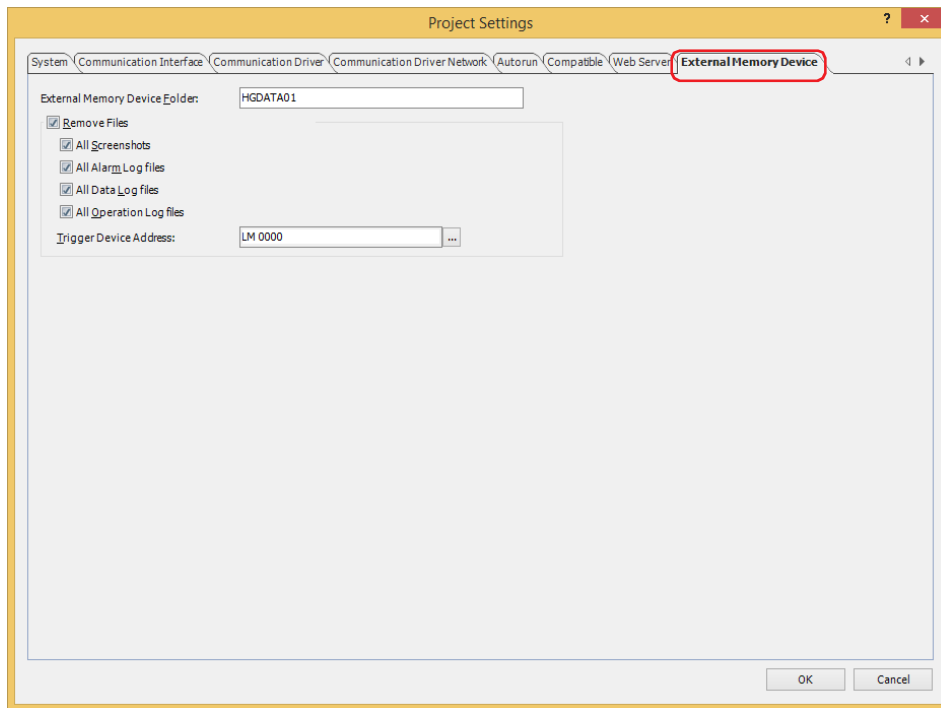 Project Settings
?
System Communication Interface Communication Driver Communication Driver Network Autorun Compatible Web Server External Memory Device
External Memory Device Folder: HGDATA01
Remove Files
All Screenshots
All Alarm Log files
All Data Log files
All Operation Log files
Trigger Device Address: LM 0000 ...
OK Cancel